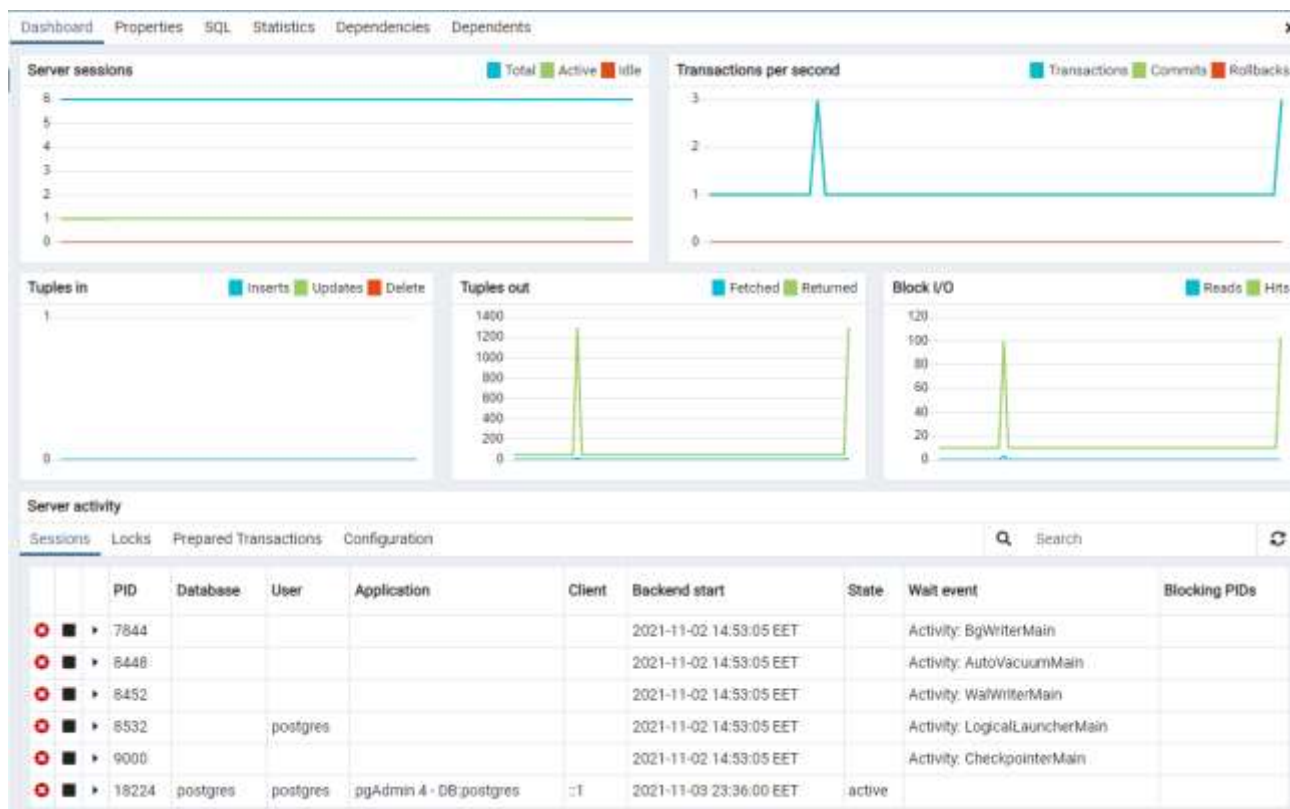 Dashboard Properties SQL Statistics Dependencies Dependents
Server sessions Total Active Idle
6
5
4
3
2
1
0
Transactions per second Transactions Commits Rollbacks
3
2
1
0
Tuples in Inserts Updates Delete
1
0
Tuples out Fetched Returned
1400
1200
1000
800
600
400
200
0
Block I/O Reads Hits
120
100
80
60
40
20
0
Server activity
Sessions Locks Prepared Transactions Configuration Search
PID Database User Application Client Backend start State Wait event Blocking PIDs
7844 2021-11-02 14:53:05 EET Activity: BgWriterMain
8448 2021-11-02 14:53:05 EET Activity: AutoVacuumMain
8452 2021-11-02 14:53:05 EET Activity: WalWriterMain
8532 postgres 2021-11-02 14:53:05 EET Activity: LogicalLauncherMain
9000 2021-11-02 14:53:05 EET Activity: CheckpointerMain
18224 postgres postgres pgAdmin 4 - DB:postgres ::1 2021-11-03 23:36:00 EET active